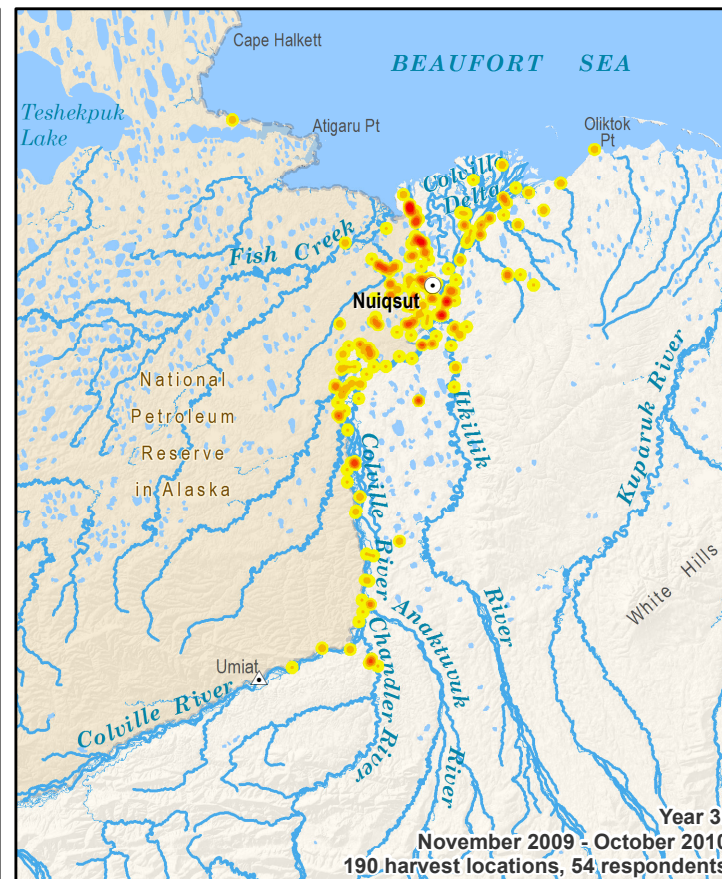 Cape Halkett
BEAUFORT SEA
Teshekpuk
Lake
Atigaru Pt
Oliktok
Pt
Colville
Delta
Fish Creek
Nuiqsut
National
Petroleum
Reserve
in Alaska
Itkillik
River
Kuparuk River
White Hills
Colville
River
Anaktuvuk
River
Chandler
River
Umiat
Colville River
Year 3:
November 2009 - October 2010
190 harvest locations, 54 respondents